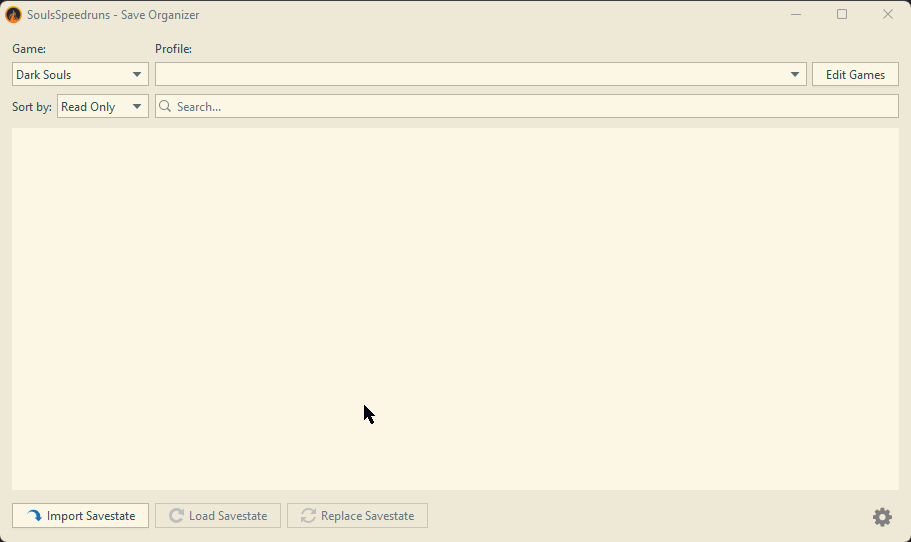 SoulsSpeedruns - Save Organizer
Game:
Profile:
Dark Souls
Edit Games
Sort by:
Read Only
Search...
Import Savestate
Load Savestate
Replace Savestate